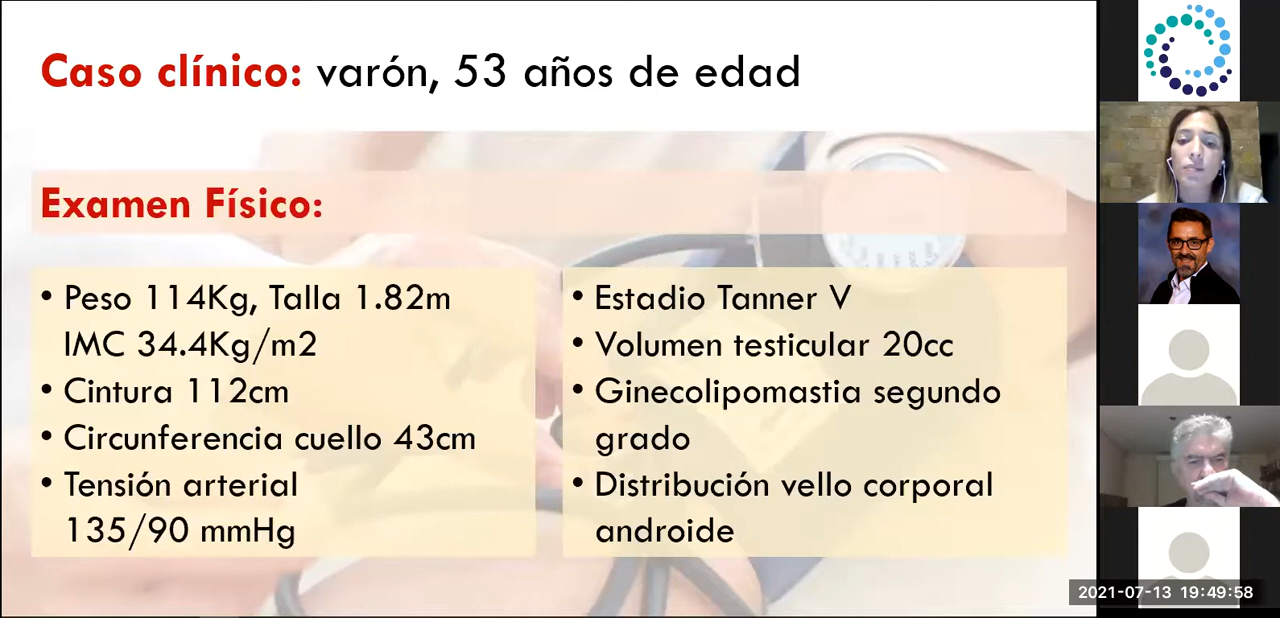 Caso clínico: varón, 53 años de edad
Examen Físico:
• Peso 114Kg, Talla 1.82m
IMC 34.4Kg/m2
• Cintura 112cm
• Circunferencia cuello 43cm
• Tensión arterial
135/90 mmHg
• Estadio Tanner V
• Volumen testicular 20cc
• Ginecolipomastia segundo
grado
• Distribución vello corporal
androide
2021-07-13 19:49:58